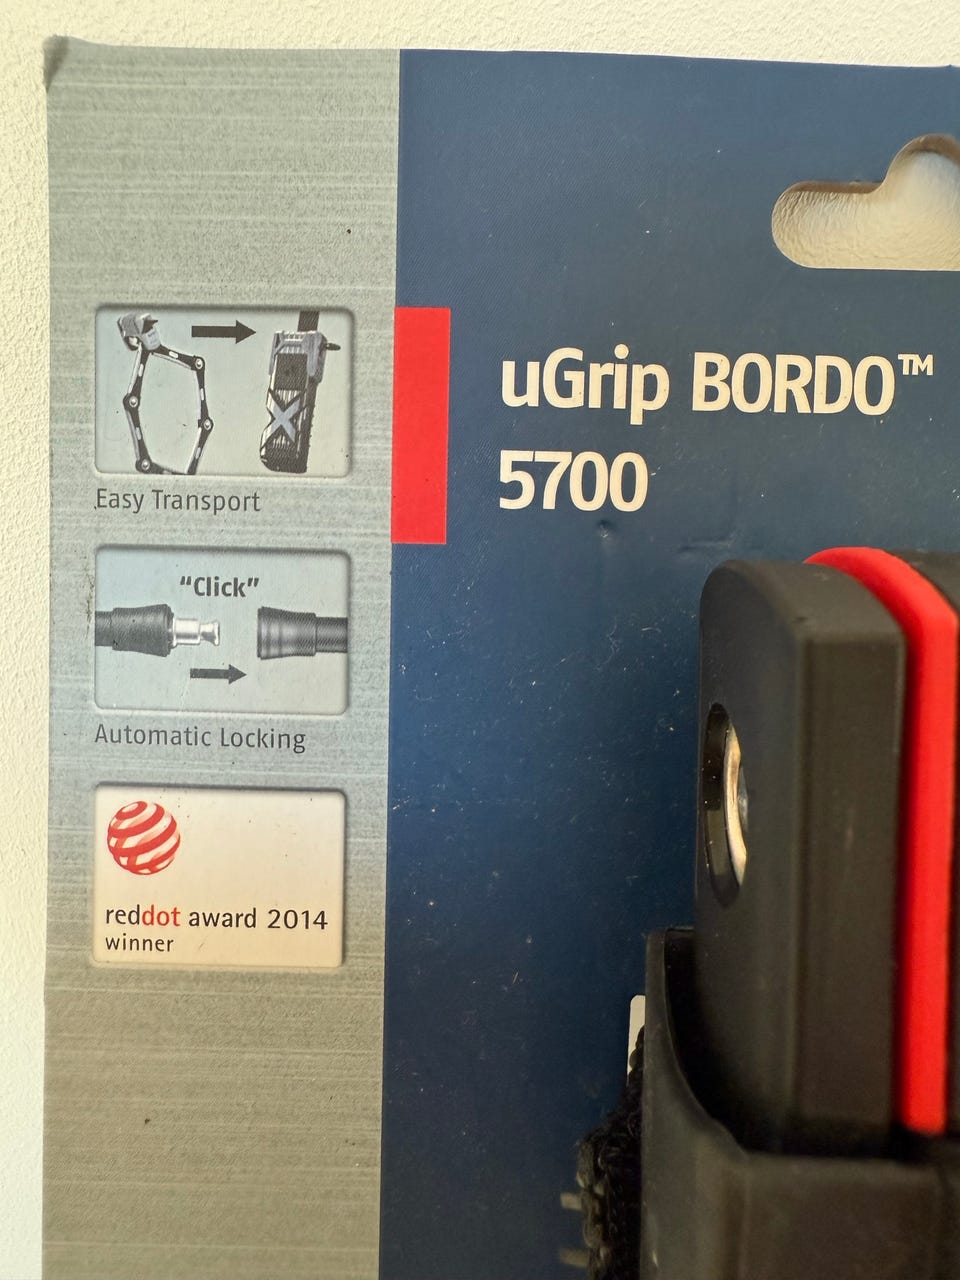 uGrip BORDO™
5700
Easy Transport
“Click”
Automatic Locking
reddot award 2014
winner